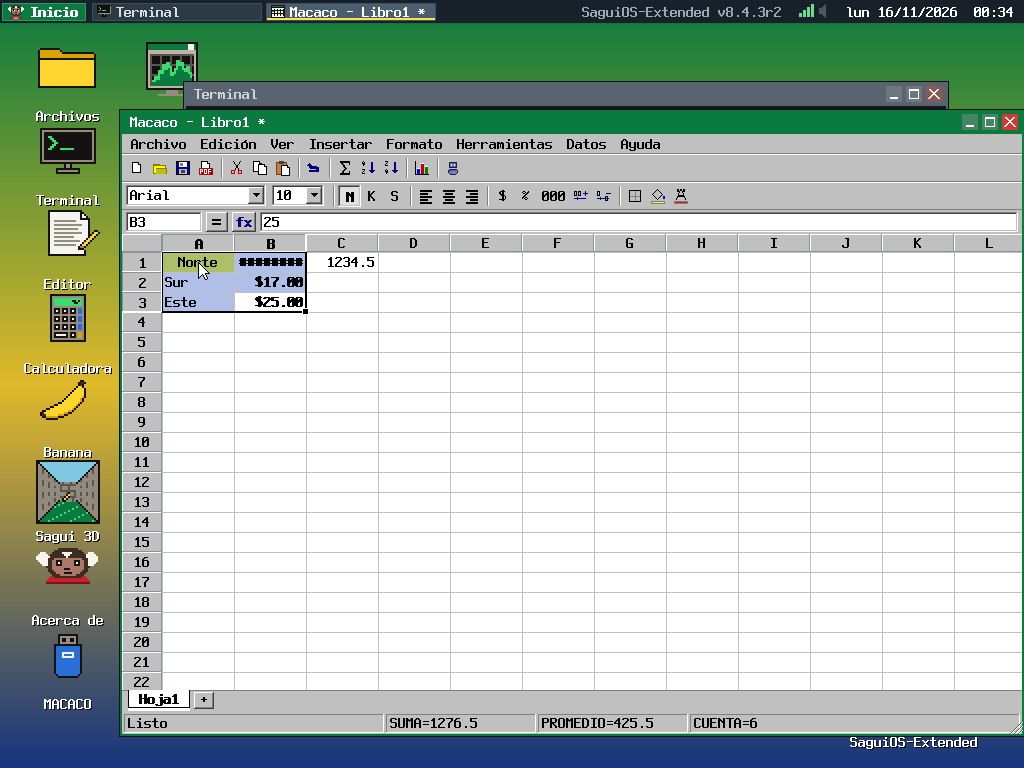 Inicio
Terminal
Macaco - Libro1 *
SaguiOS-Extended v8.4.3r2
lun 16/11/2026
00:34
Terminal
Macaco - Libro1 *
Archivo Edición Ver Insertar Formato Herramientas Datos Ayuda
PDF
Arial
10
N K S
$ % 000
B3
=
fx
25
A B C D E F G H I J K L
1 Norte ######## 1234.5
2 Sur $17.00
3 Este $25.00
4
5
6
7
8
9
10
11
12
13
14
15
16
17
18
19
20
21
22
Hoja1
+
Listo
SUMA=1276.5
PROMEDIO=425.5
CUENTA=6
Archivos
Terminal
Editor
Calculadora
Banana
Sagui 3D
Acerca de
MACACO
SaguiOS-Extended